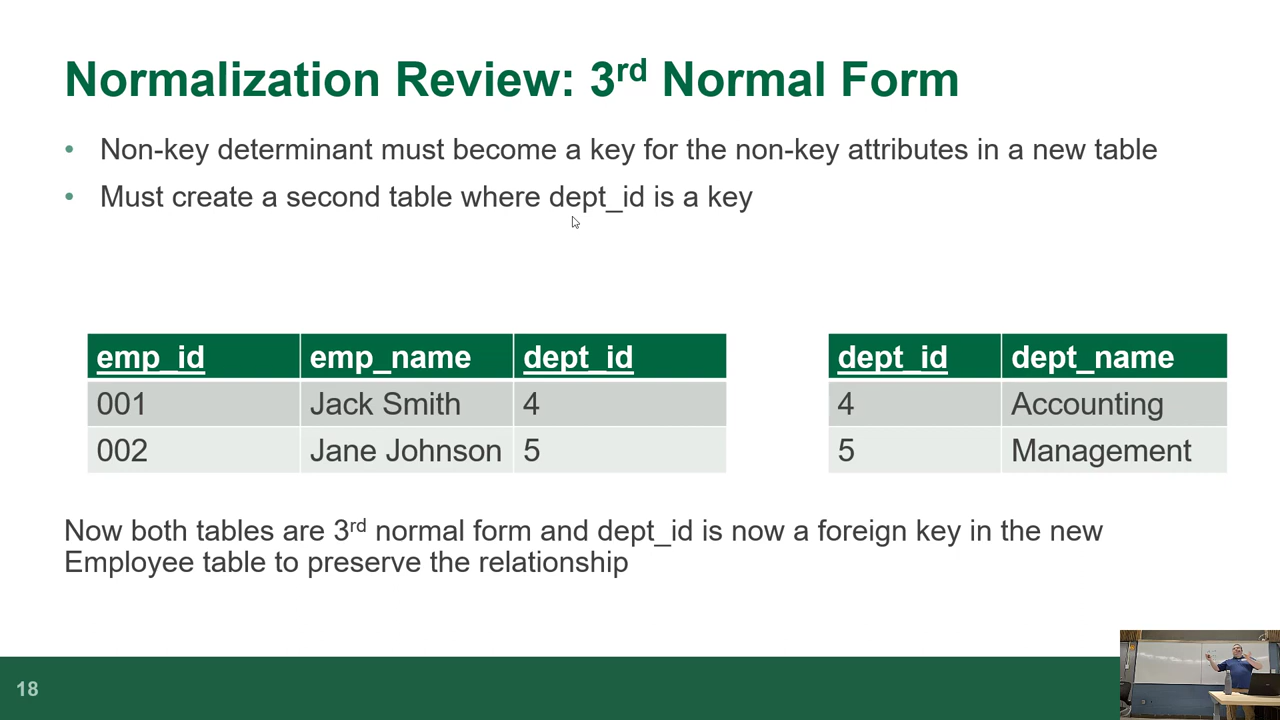 Normalization Review: 3rd Normal Form
• Non-key determinant must become a key for the non-key attributes in a new table
• Must create a second table where dept_id is a key
emp_id emp_name dept_id
001 Jack Smith 4
002 Jane Johnson 5
dept_id dept_name
4 Accounting
5 Management
Now both tables are 3rd normal form and dept_id is now a foreign key in the new
Employee table to preserve the relationship
18